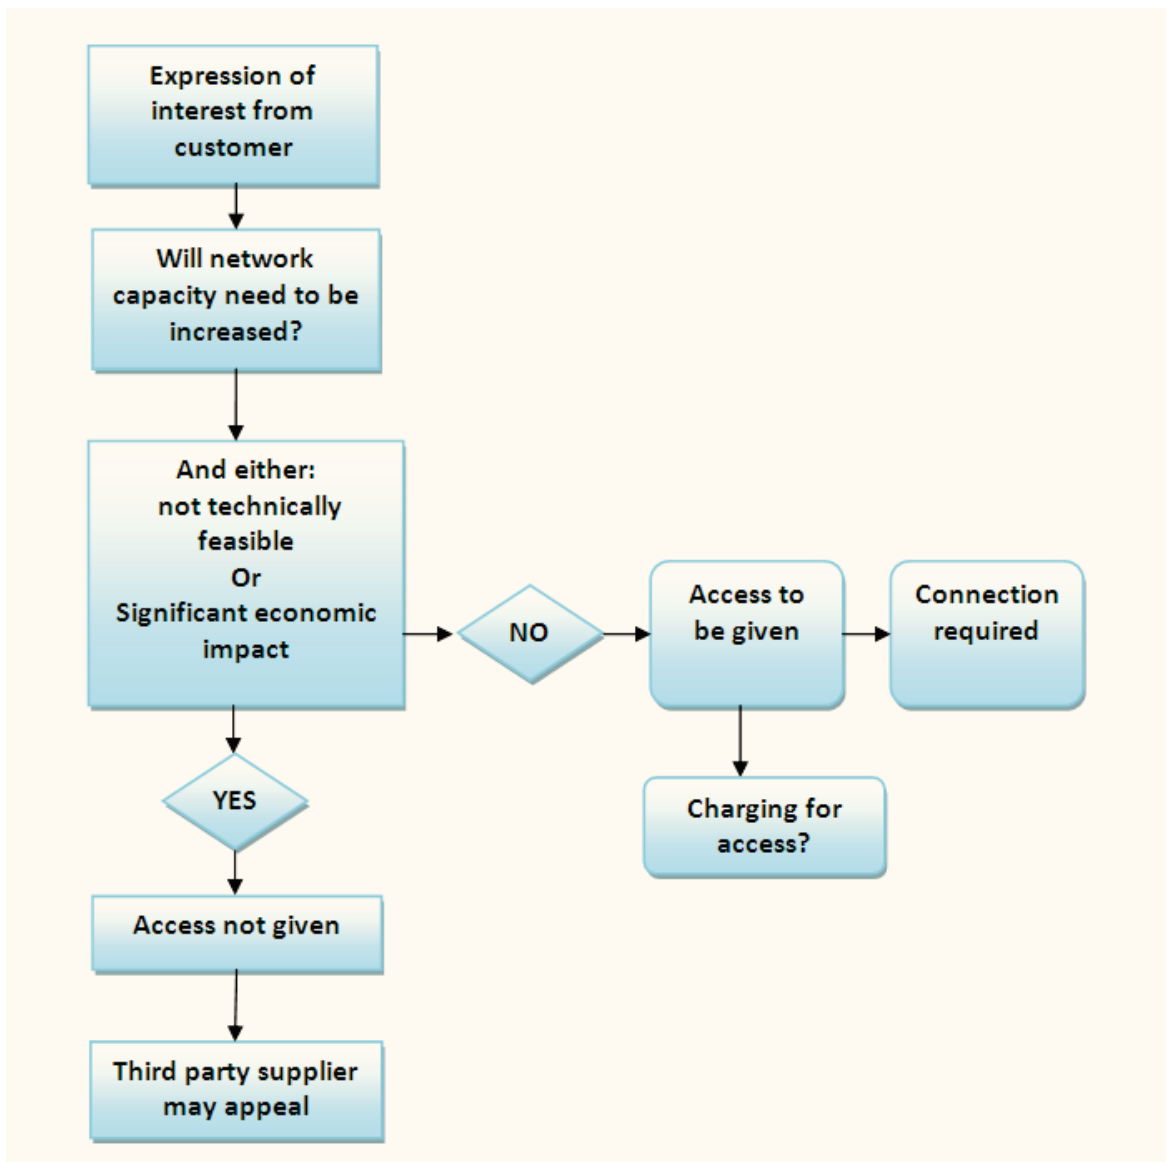 Expression of
interest from
customer
Will network
capacity need to be
increased?
And either:
not technically
feasible
Or
Significant economic
impact
NO
Access to
be given
Connection
required
YES
Charging for
access?
Access not given
Third party supplier
may appeal